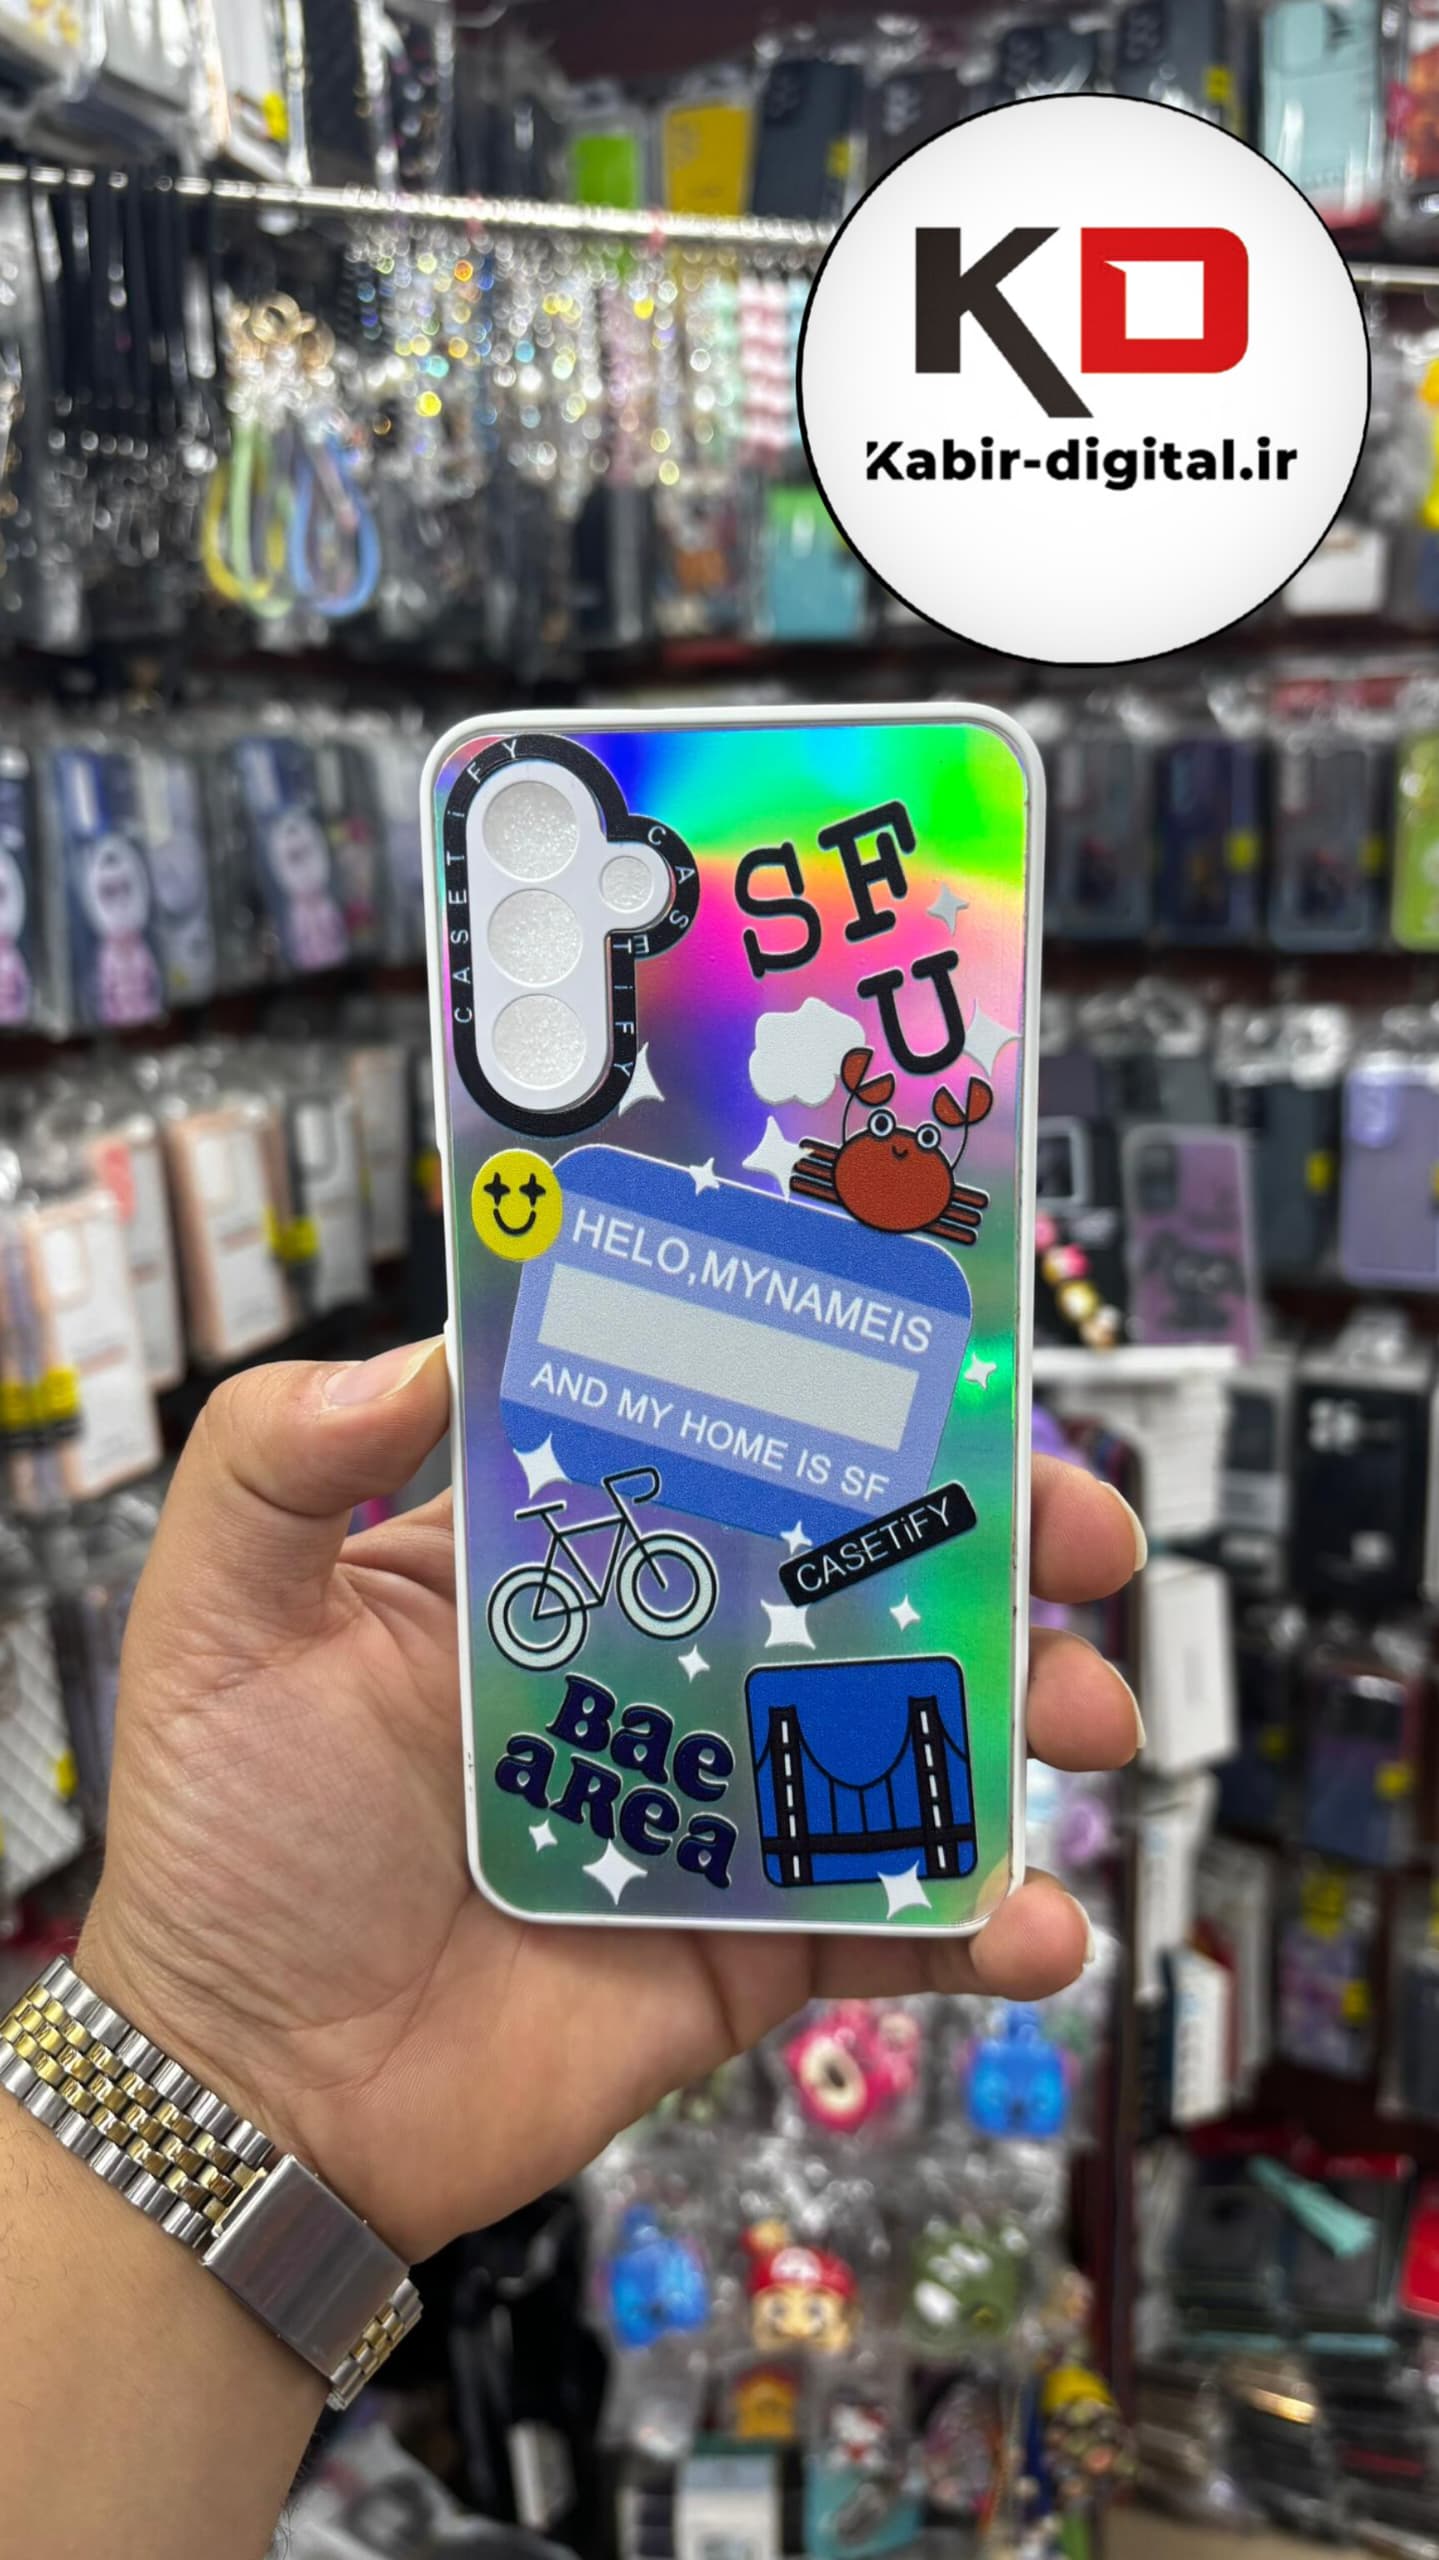 KD
Kabir-digital.ir
CASETiFY
CASETiFY
SF
U
HELO,MYNAMEIS
AND MY HOME IS SF
CASETiFY
Bae
aRea